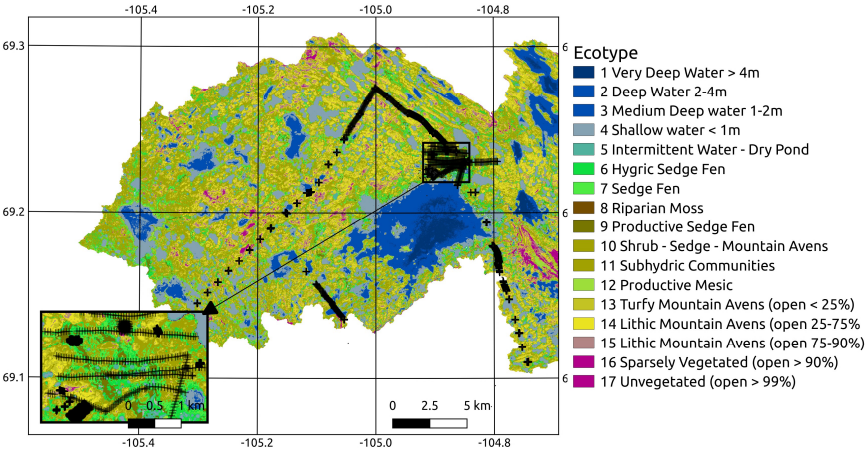 -105.4 -105.2 -105.0 -104.8
69.3 6
69.2 6
69.1 6
0 0.5 1 km
0 2.5 5 km
-105.4 -105.2 -105.0 -104.8
Ecotype
1 Very Deep Water > 4m
2 Deep Water 2-4m
3 Medium Deep water 1-2m
4 Shallow water < 1m
5 Intermittent Water - Dry Pond
6 Hygric Sedge Fen
7 Sedge Fen
8 Riparian Moss
9 Productive Sedge Fen
10 Shrub - Sedge - Mountain Avens
11 Subhydric Communities
12 Productive Mesic
13 Turfy Mountain Avens (open < 25%)
14 Lithic Mountain Avens (open 25-75%
15 Lithic Mountain Avens (open 75-90%)
16 Sparsely Vegetated (open > 90%)
17 Unvegetated (open > 99%)